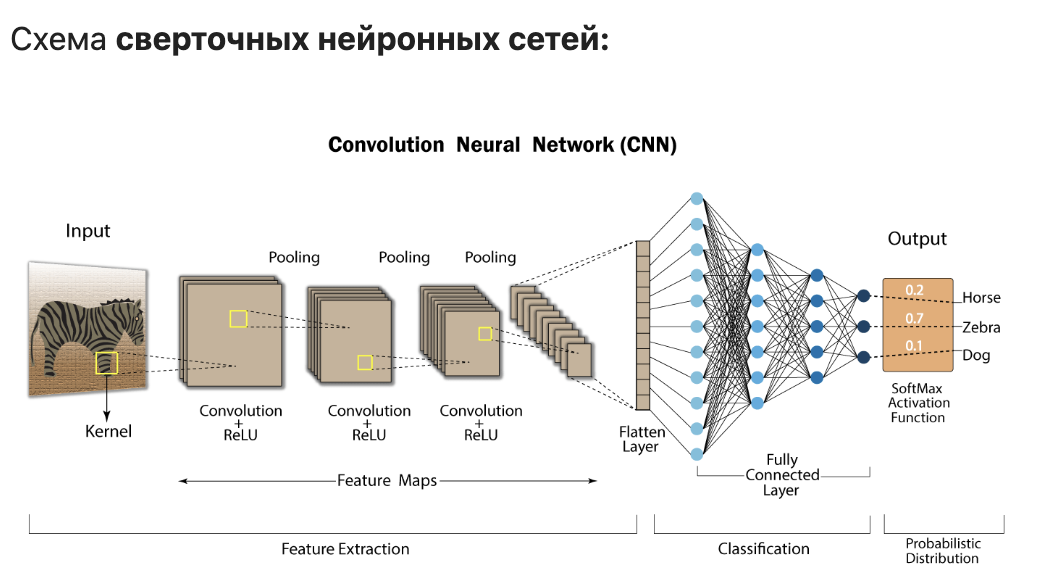 Схема сверточных нейронных сетей:
Convolution Neural Network (CNN)
Input
Kernel
Pooling
Pooling
Pooling
Convolution
+
ReLU
Convolution
+
ReLU
Convolution
+
ReLU
Feature Maps
Flatten
Layer
Fully
Connected
Layer
Output
0.2
0.7
0.1
Horse
Zebra
Dog
SoftMax
Activation
Function
Feature Extraction
Classification
Probabilistic
Distribution